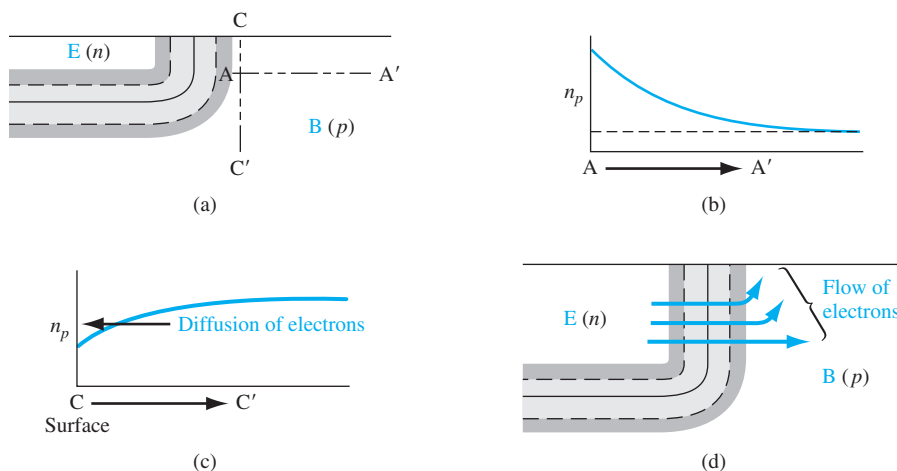 C
E (n)
A
A′
B (p)
C′
(a)
n_p
A
A′
(b)
n_p
Diffusion of electrons
C
C′
Surface
(c)
E (n)
Flow of
electrons
B (p)
(d)